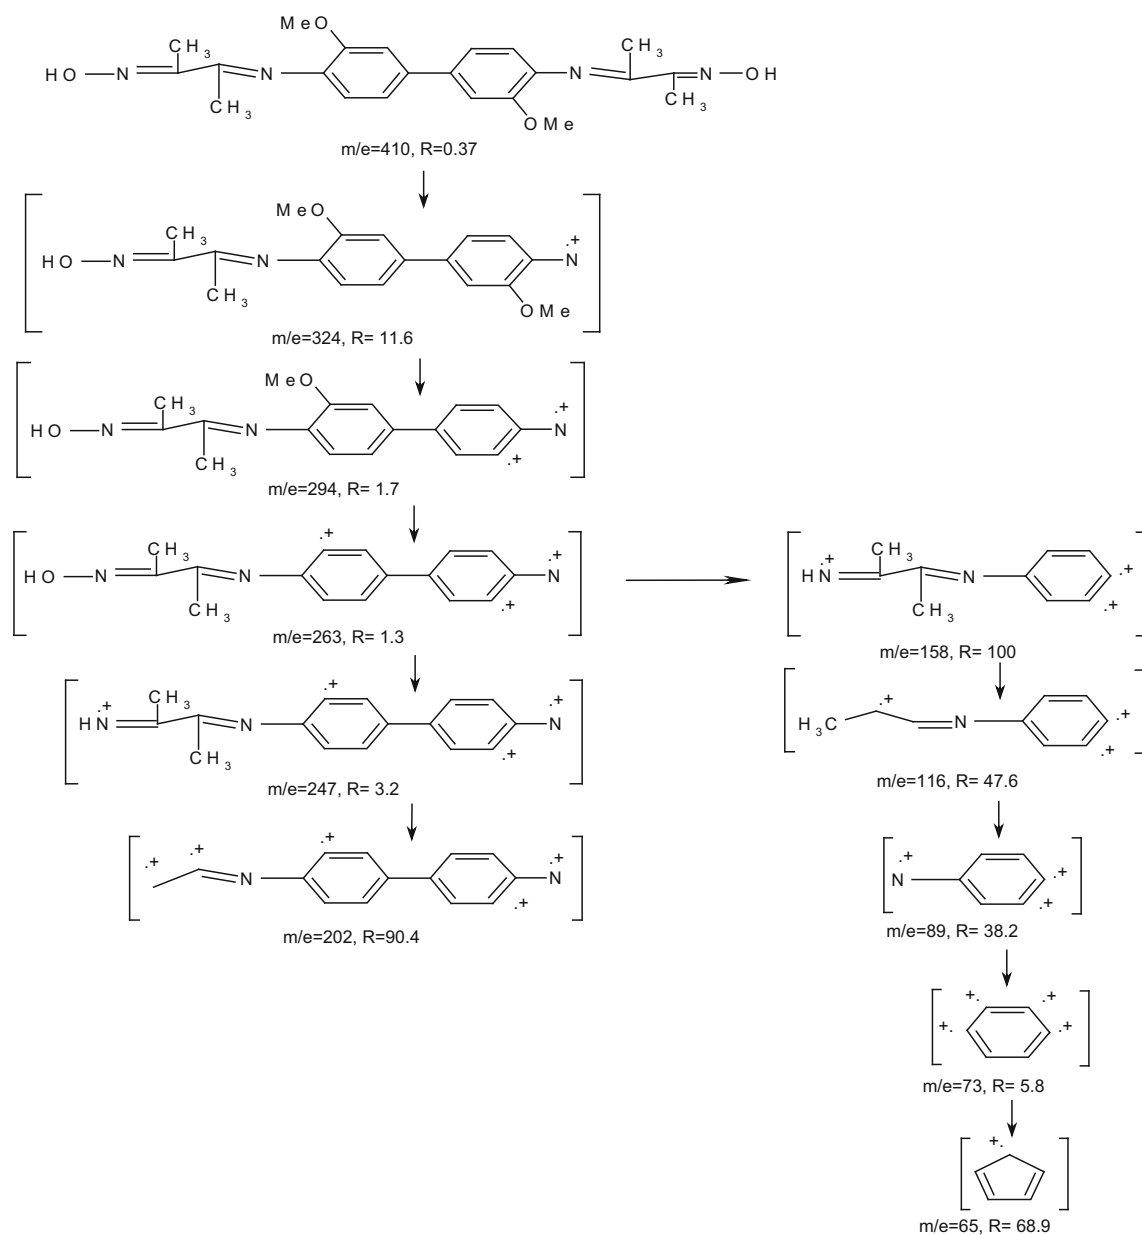 MeO
CH3 CH3
HO N N N N OH
CH3 CH3
OMe
m/e=410, R=0.37
MeO
CH3 .+
HO N N N
CH3 OMe
m/e=324, R= 11.6
MeO
CH3 .+
HO N N N
CH3 .+
m/e=294, R= 1.7
CH3 .+ .+
HO N N N
CH3 .+
m/e=263, R= 1.3
.+ CH3 .+ .+
HN N N
CH3 .+
m/e=247, R= 3.2
.+ .+ .+ .+
N N
.+
m/e=202, R=90.4
.+ CH3
HN N .+
CH3 .+
m/e=158, R= 100
.+
H3C N .+
.+
m/e=116, R= 47.6
.+
N .+
.+
m/e=89, R= 38.2
+. .+
+. .+
m/e=73, R= 5.8
+.
m/e=65, R= 68.9